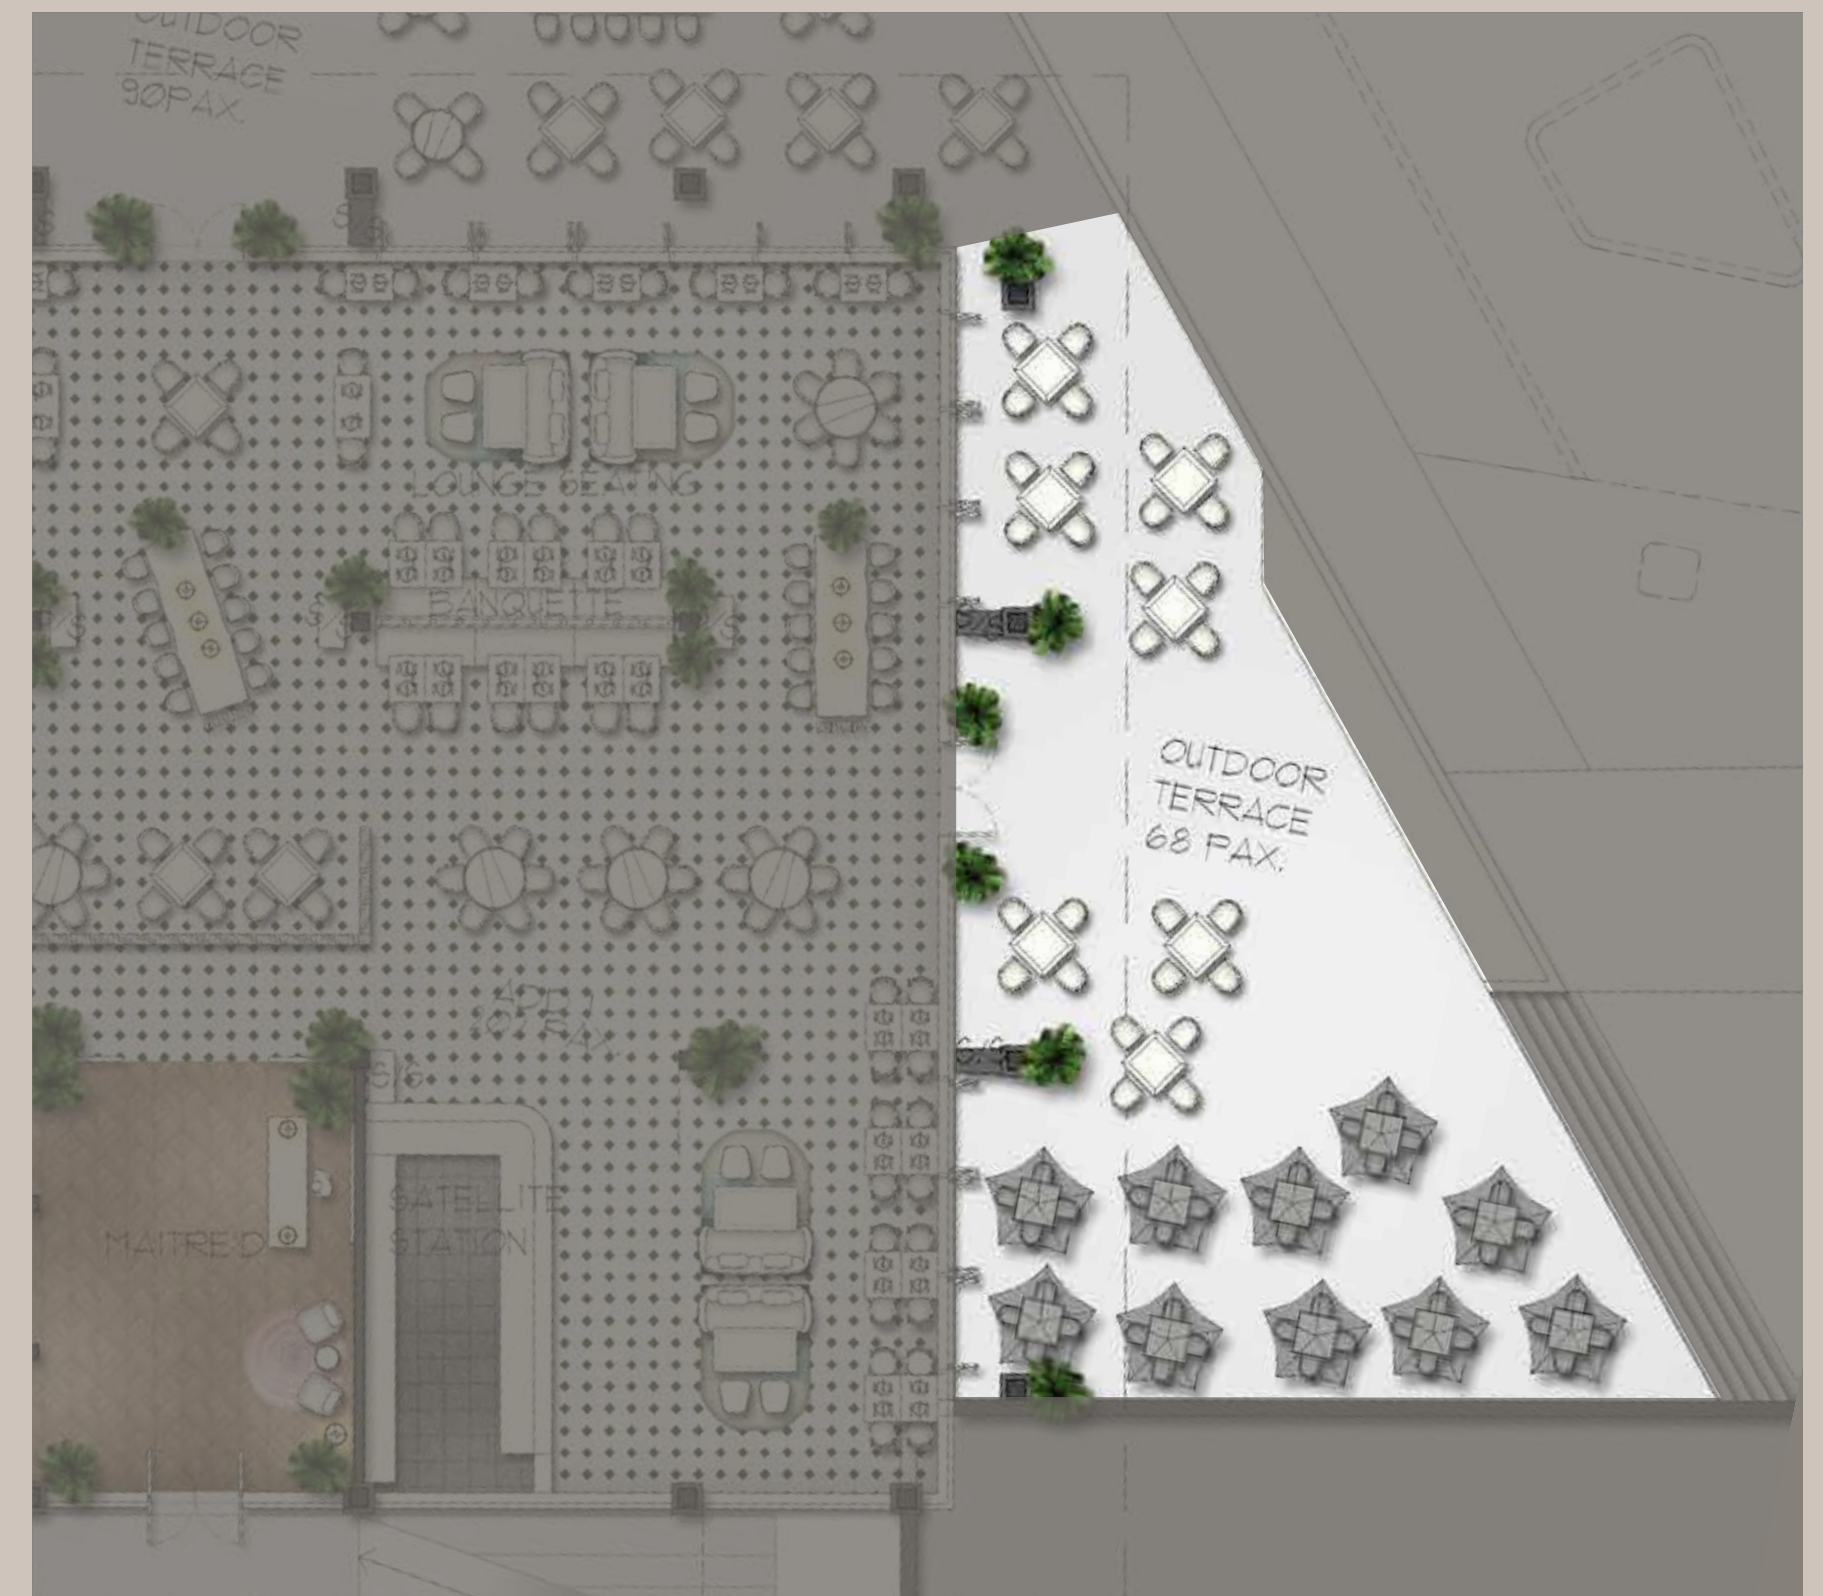 OUTDOOR
TERRACE
90PAX.
LOUNGE SEATING
BANQUETTE
OUTDOOR
TERRACE
68 PAX.
S/S
SATELLITE
STATION
MAITRE'D